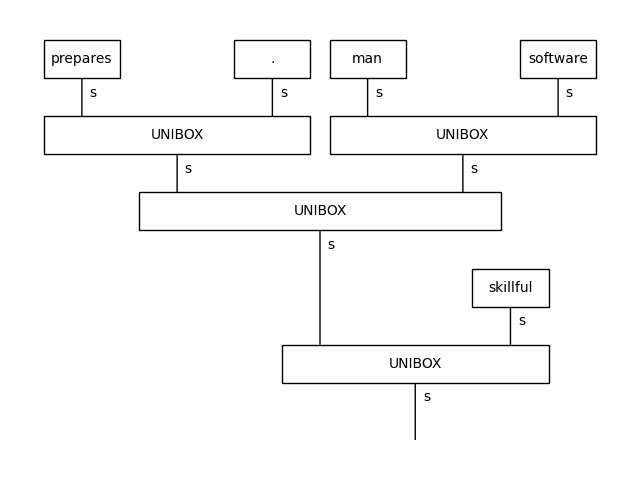 prepares . man software
s s s s
UNIBOX UNIBOX
s s
UNIBOX
s
skillful
s
UNIBOX
s